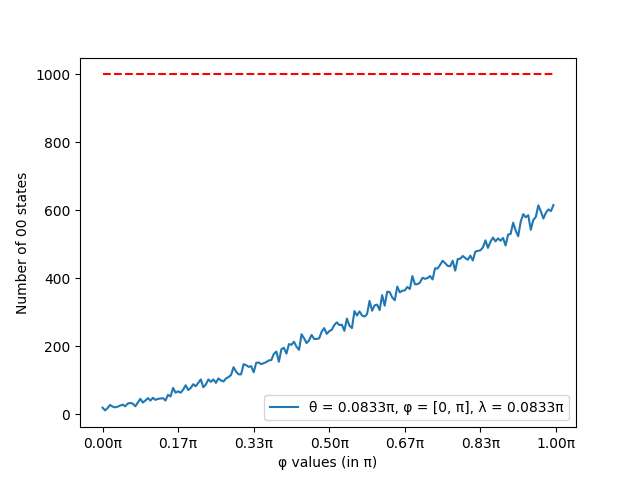 1000
800
600
400
200
0
Number of 00 states
θ = 0.0833π, φ = [0, π], λ = 0.0833π
0.00π 0.17π 0.33π 0.50π 0.67π 0.83π 1.00π
φ values (in π)